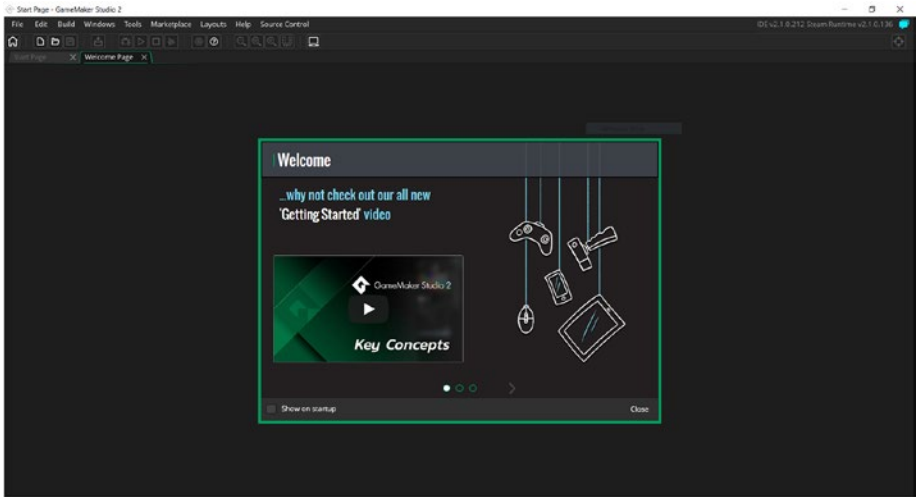 Start Page - GameMaker Studio 2
File Edit Build Windows Tools Marketplace Layouts Help Source Control
IDE v2.1.0.212 Steam Runtime v2.1.0.136
Start Page Welcome Page
Welcome
...why not check out our all new
'Getting Started' video
GameMaker Studio 2
Key Concepts
Show on startup Close